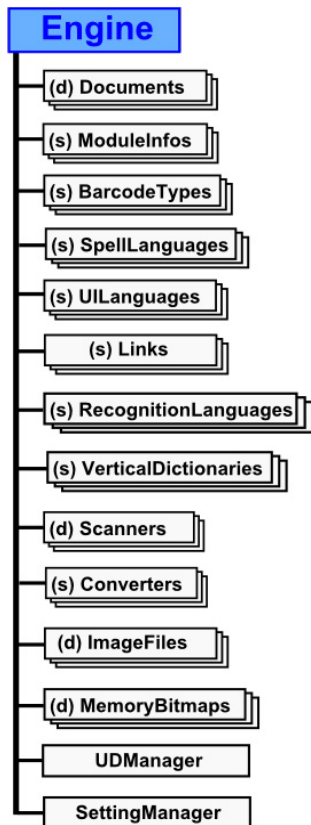 Engine
(d) Documents
(s) ModuleInfos
(s) BarcodeTypes
(s) SpellLanguages
(s) UILanguages
(s) Links
(s) RecognitionLanguages
(s) VerticalDictionaries
(d) Scanners
(s) Converters
(d) ImageFiles
(d) MemoryBitmaps
UDManager
SettingManager